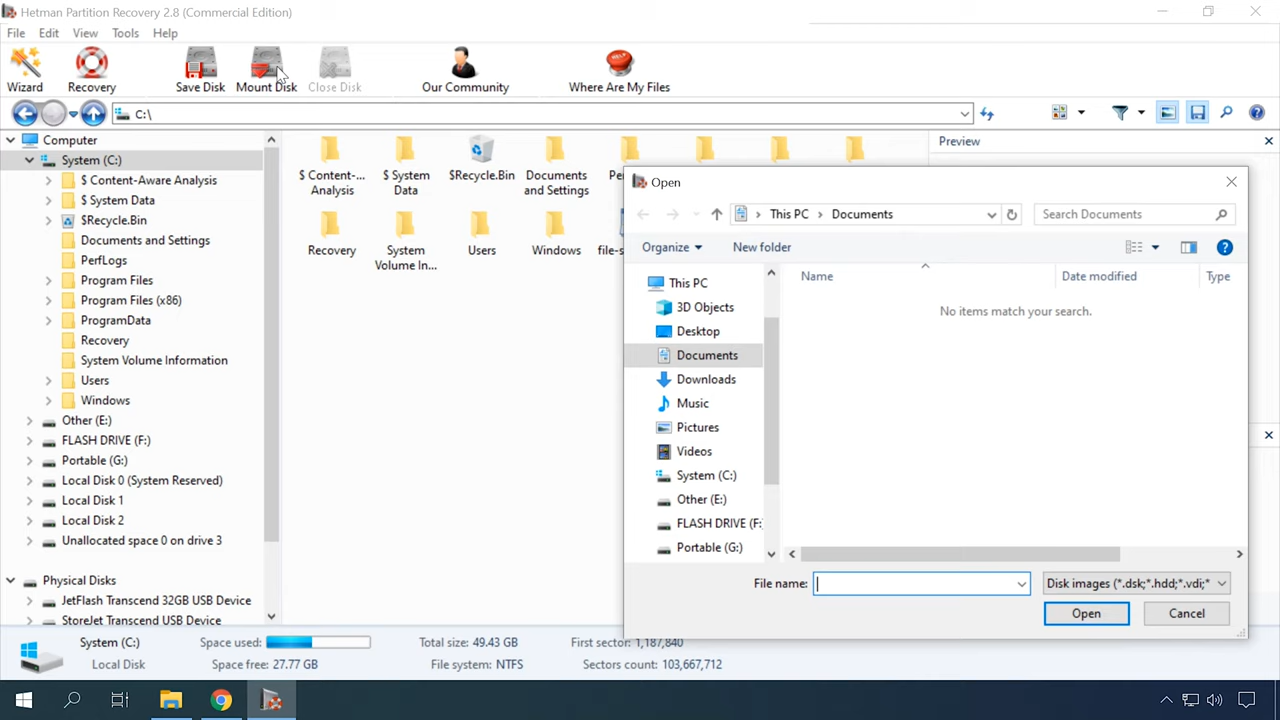 Hetman Partition Recovery 2.8 (Commercial Edition)
File Edit View Tools Help
Wizard Recovery Save Disk Mount Disk Close Disk Our Community Where Are My Files
C:\
Computer
System (C:)
$ Content-Aware Analysis
$ System Data
$Recycle.Bin
Documents and Settings
PerfLogs
Program Files
Program Files (x86)
ProgramData
Recovery
System Volume Information
Users
Windows
Other (E:)
FLASH DRIVE (F:)
Portable (G:)
Local Disk 0 (System Reserved)
Local Disk 1
Local Disk 2
Unallocated space 0 on drive 3
Physical Disks
JetFlash Transcend 32GB USB Device
StoreJet Transcend USB Device
$ Content-...
Analysis
$ System
Data
$Recycle.Bin
Documents
and Settings
Recovery
System
Volume In...
Users
Windows
file-s
Preview
Open
This PC > Documents
Search Documents
Organize New folder
This PC
3D Objects
Desktop
Documents
Downloads
Music
Pictures
Videos
System (C:)
Other (E:)
FLASH DRIVE (F:
Portable (G:)
Name Date modified Type
No items match your search.
File name:
Disk images (*.dsk;*.hdd;*.vdi;*
Open Cancel
System (C:) Space used: Total size: 49.43 GB First sector: 1,187,840
Local Disk Space free: 27.77 GB File system: NTFS Sectors count: 103,667,712